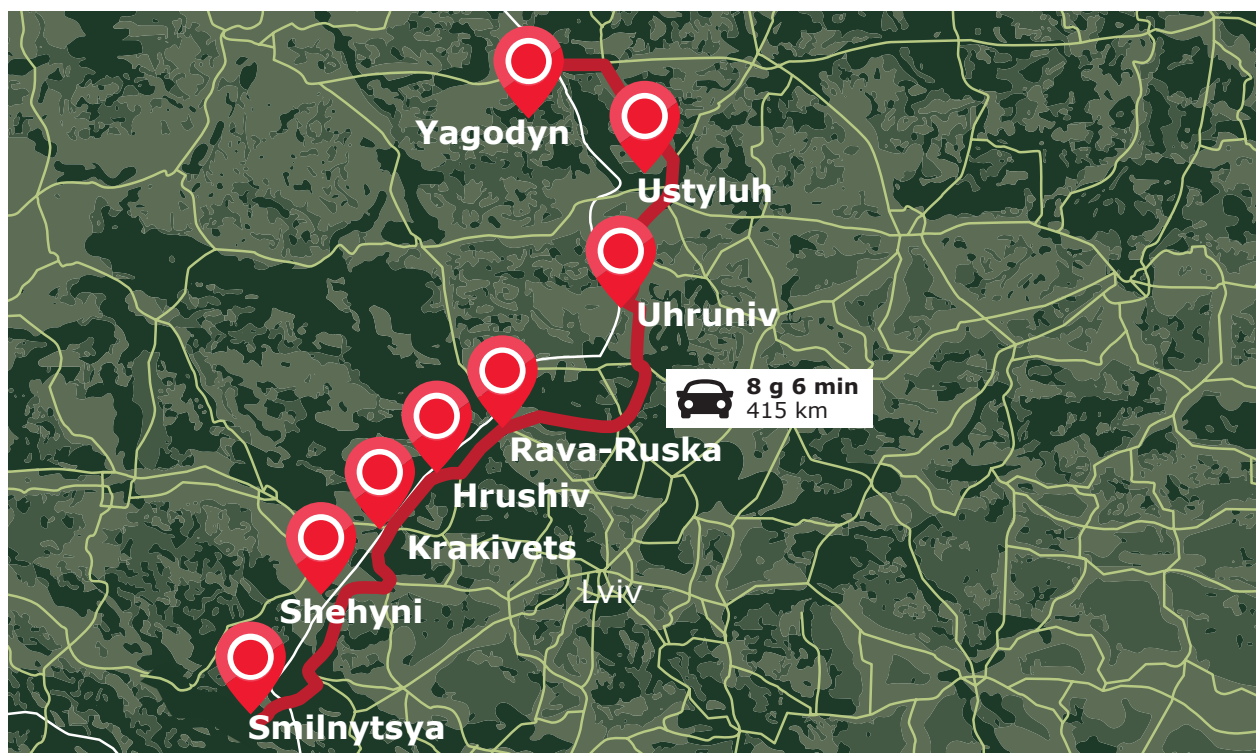 Yagodyn
Ustyluh
Uhruniv
8 g 6 min
415 km
Rava-Ruska
Hrushiv
Krakivets
Lviv
Shehyni
Smilnytsya